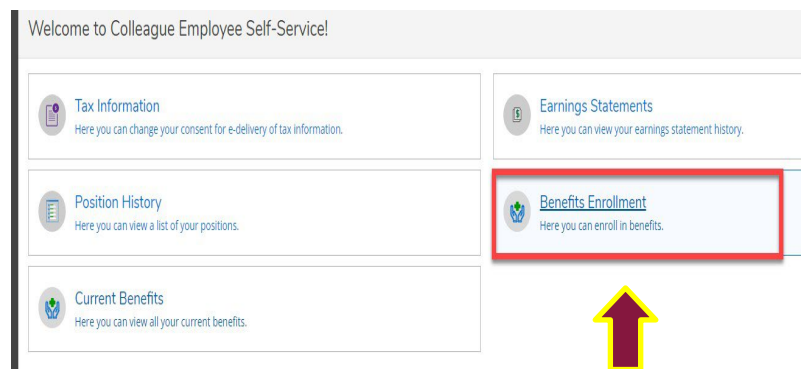 Welcome to Colleague Employee Self-Service!
Tax Information
Here you can change your consent for e-delivery of tax information.
Earnings Statements
Here you can view your earnings statement history.
Position History
Here you can view a list of your positions.
Benefits Enrollment
Here you can enroll in benefits.
Current Benefits
Here you can view all your current benefits.